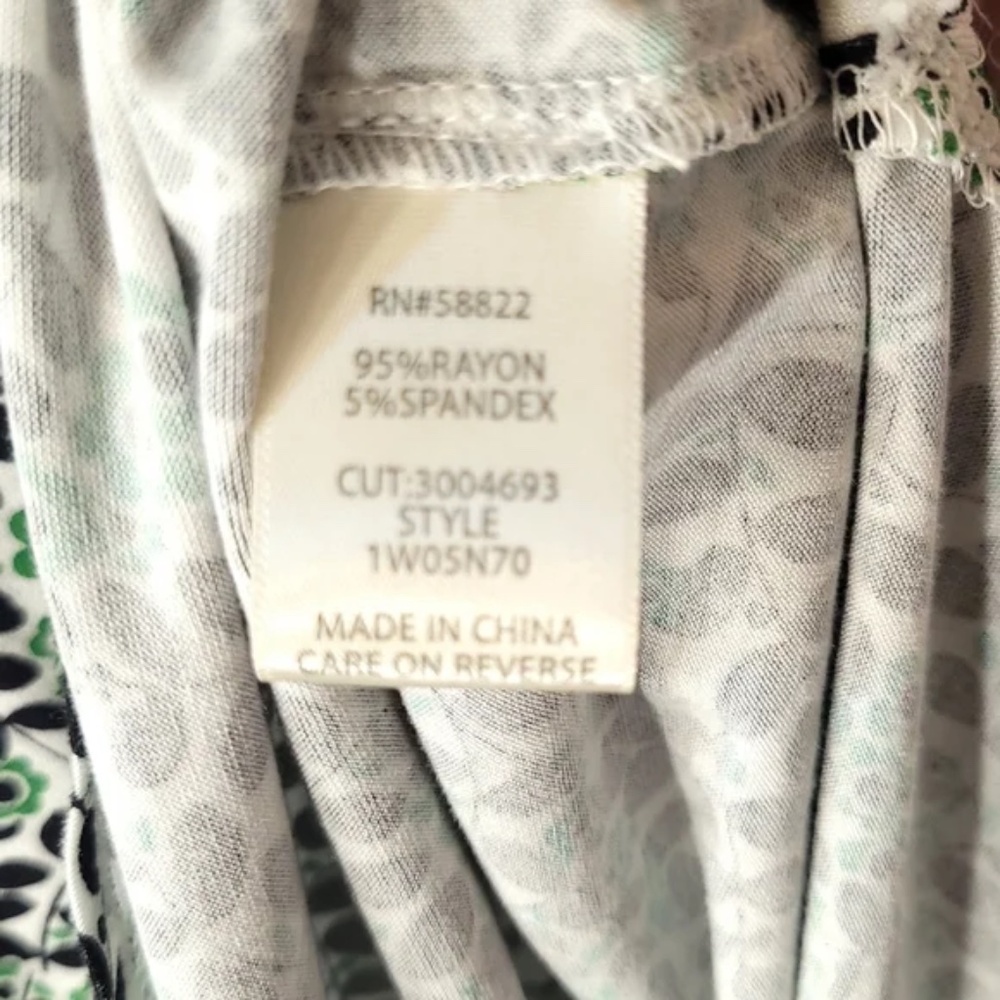 RN#58822
95%RAYON
5%SPANDEX
CUT:3004693
STYLE
1W05N70
MADE IN CHINA
CARE ON REVERSE